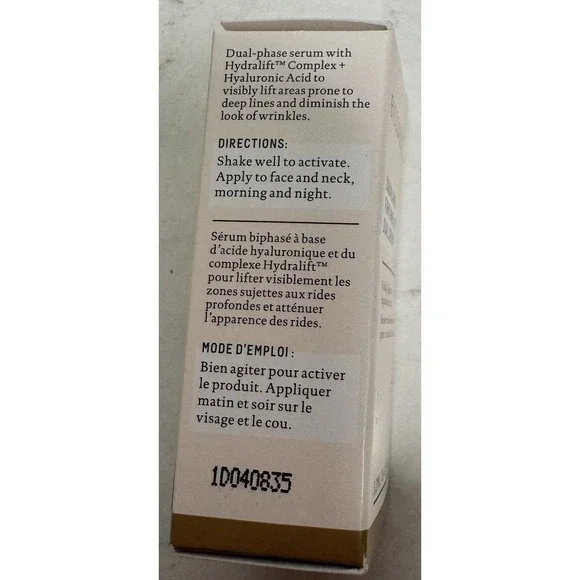 Dual-phase serum with
Hydralift™ Complex +
Hyaluronic Acid to
visibly lift areas prone to
deep lines and diminish the
look of wrinkles.
DIRECTIONS:
Shake well to activate.
Apply to face and neck,
morning and night.
Sérum biphasé à base
d'acide hyaluronique et du
complexe Hydralift™
pour lifter visiblement les
zones sujettes aux rides
profondes et atténuer
l'apparence des rides.
MODE D'EMPLOI :
Bien agiter pour activer
le produit. Appliquer
matin et soir sur le
visage et le cou.
1D040835